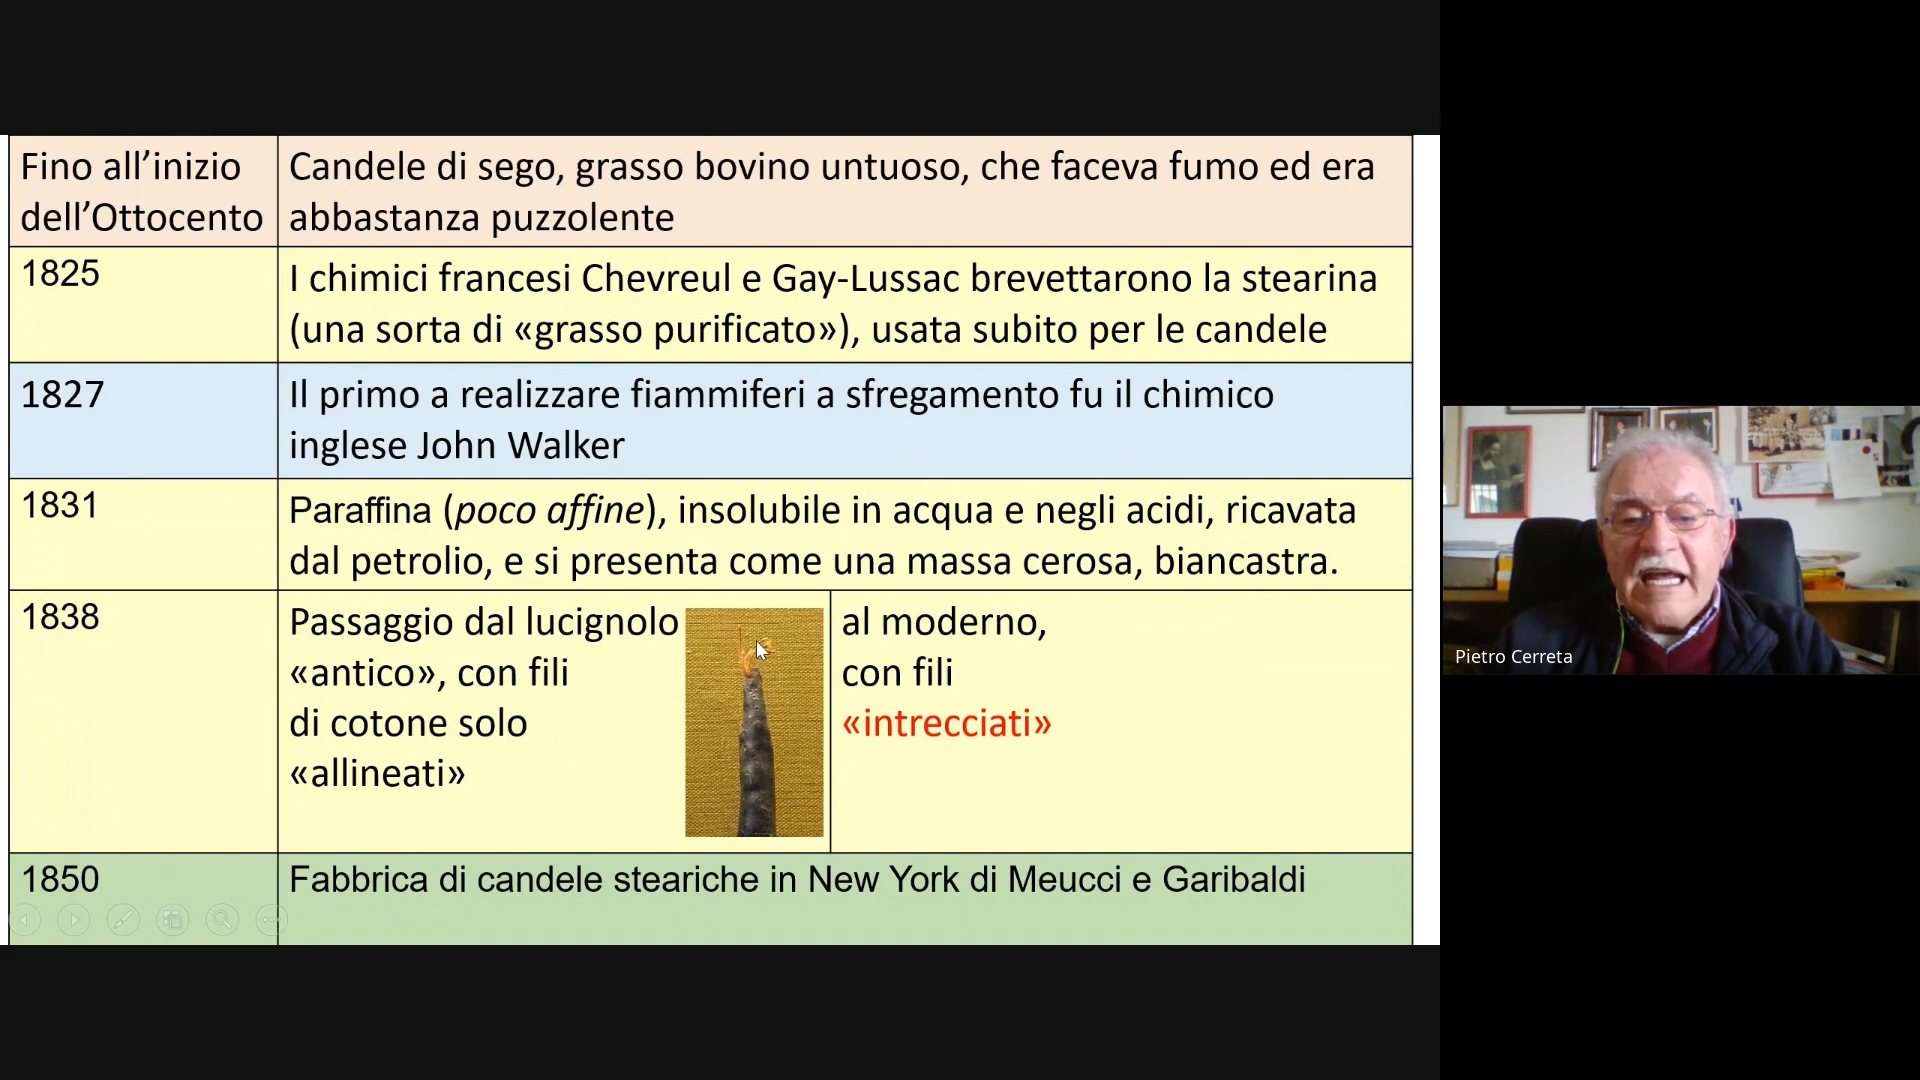 Fino all’inizio
dell’Ottocento
Candele di sego, grasso bovino untuoso, che faceva fumo ed era
abbastanza puzzolente
1825
I chimici francesi Chevreul e Gay-Lussac brevettarono la stearina
(una sorta di «grasso purificato»), usata subito per le candele
1827
Il primo a realizzare fiammiferi a sfregamento fu il chimico
inglese John Walker
1831
Paraffina (poco affine), insolubile in acqua e negli acidi, ricavata
dal petrolio, e si presenta come una massa cerosa, biancastra.
1838
Passaggio dal lucignolo
«antico», con fili
di cotone solo
«allineati»
al moderno,
con fili
«intrecciati»
1850
Fabbrica di candele steariche in New York di Meucci e Garibaldi
Pietro Cerreta